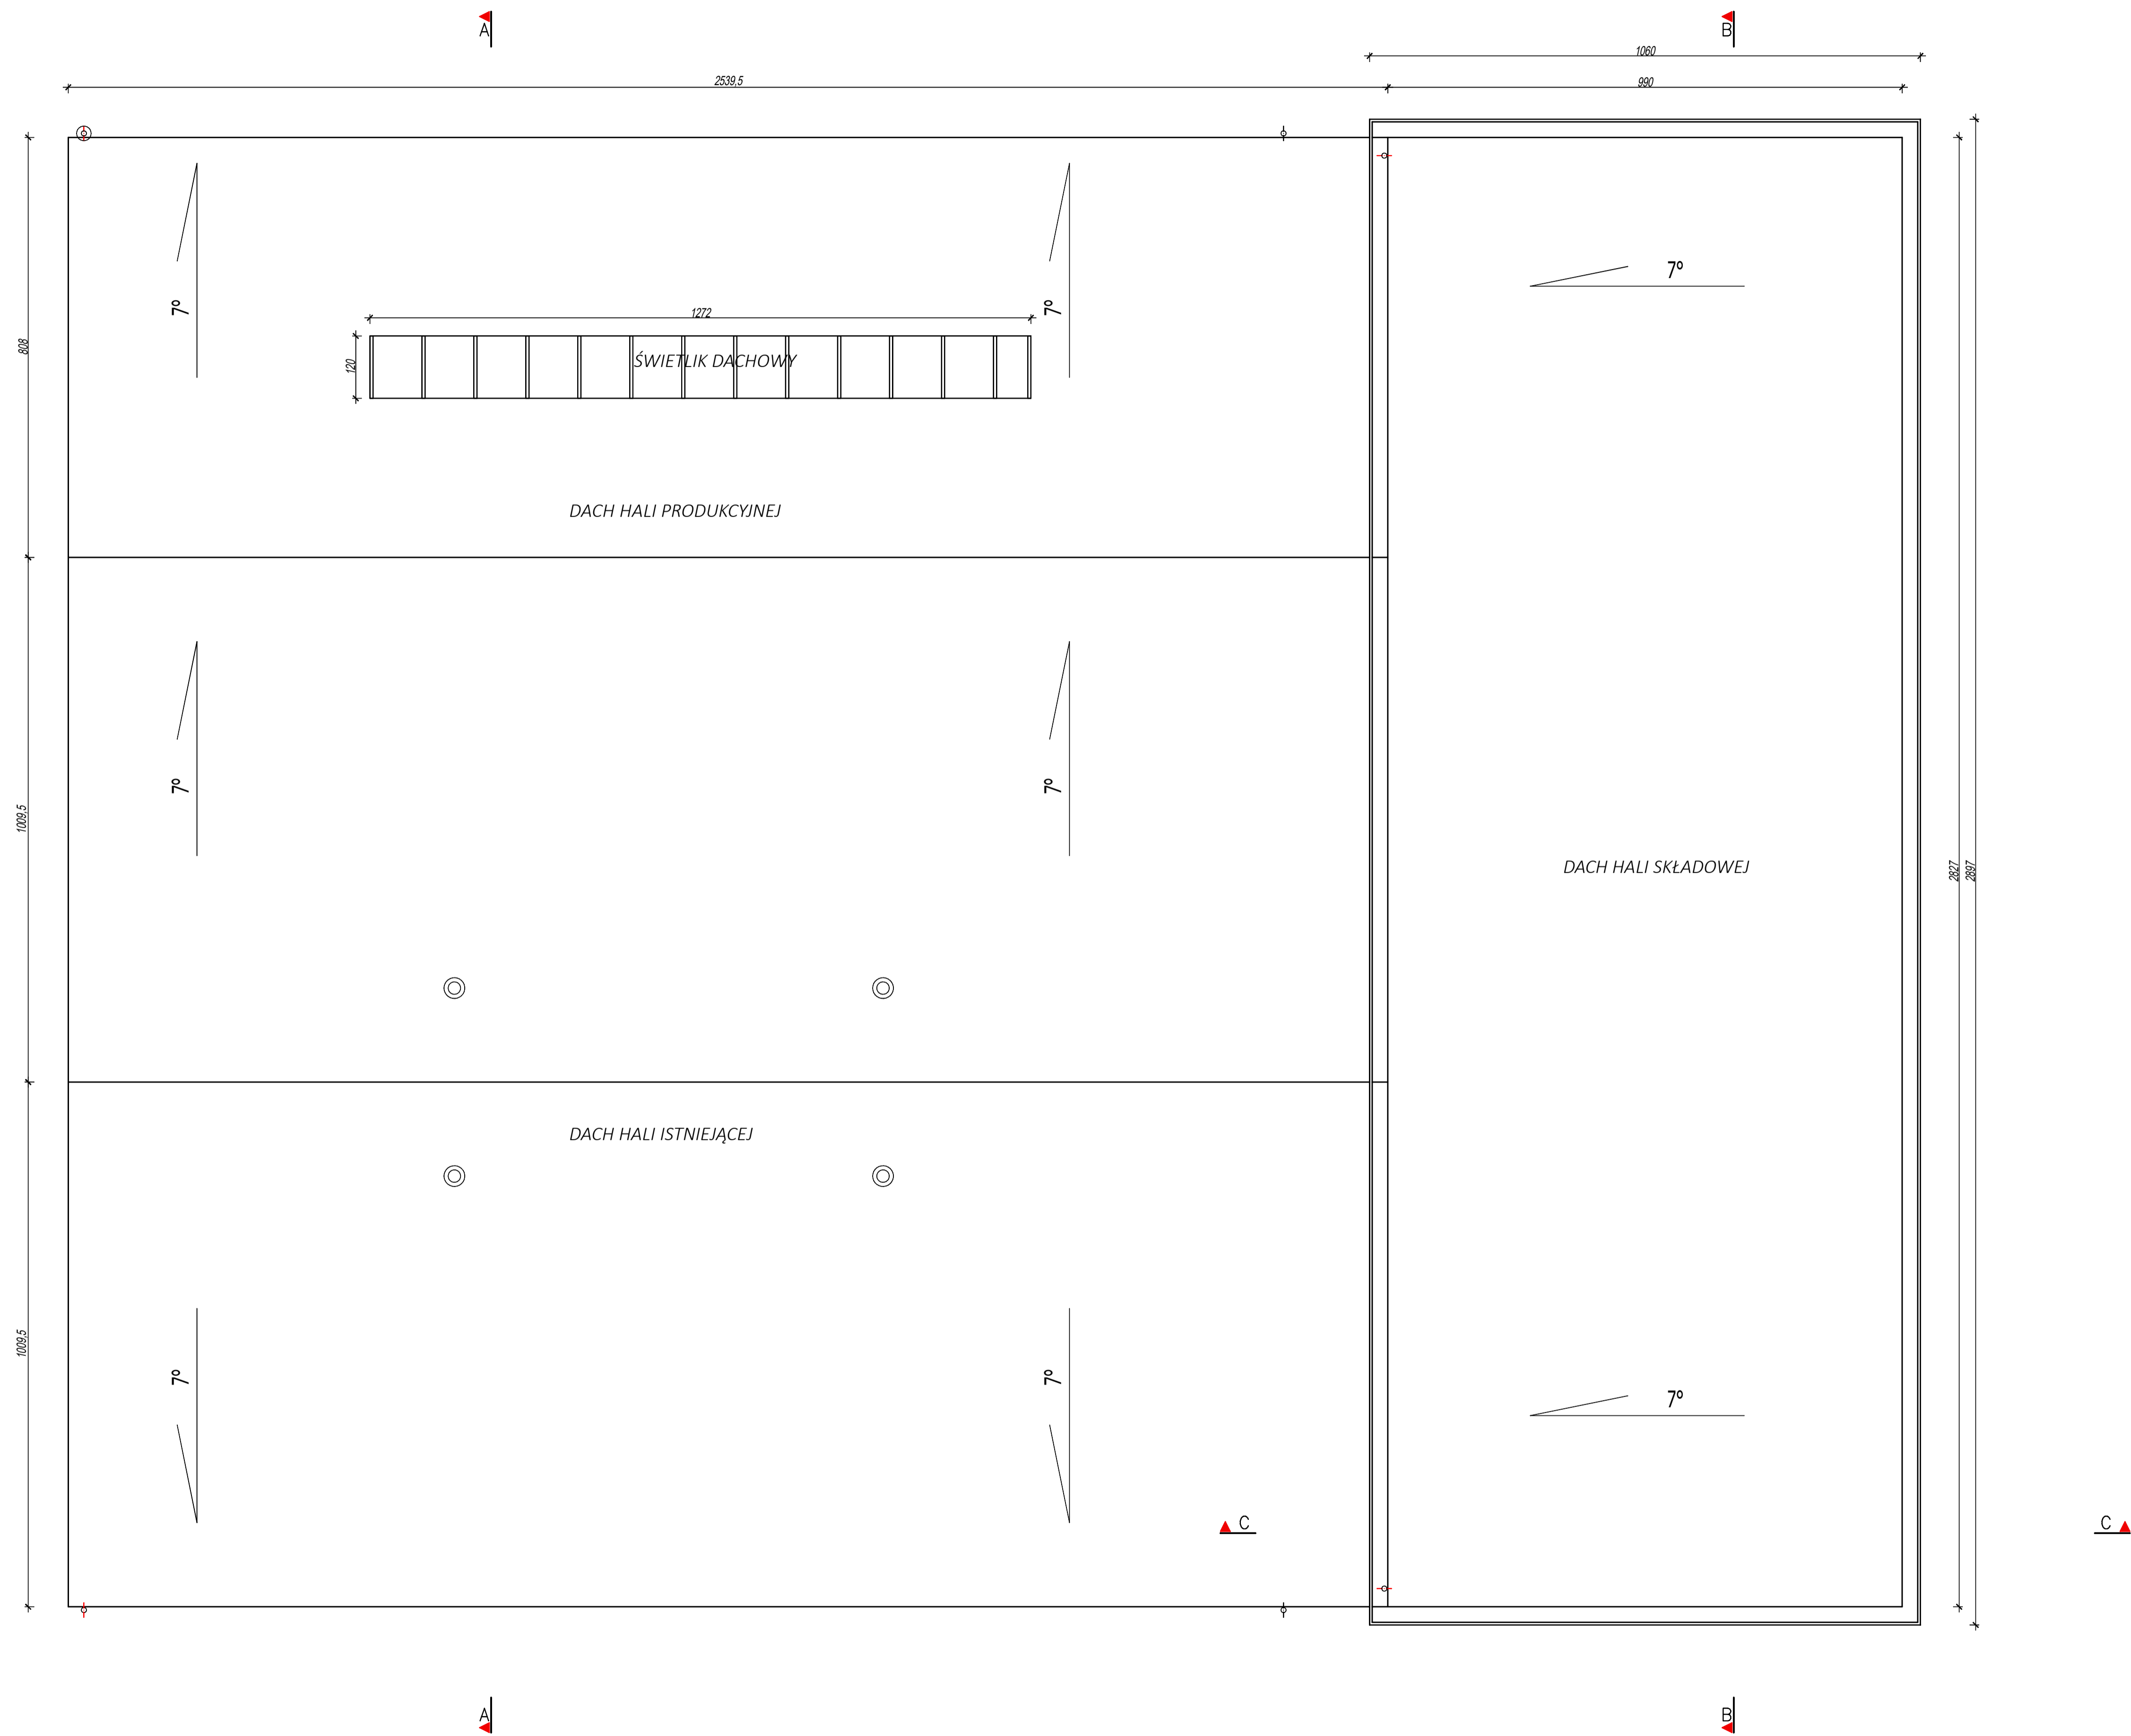 A
B
1060
2539,5
990
7°
7°
7°
1272
808
120
ŚWIETLIK DACHOWY
DACH HALI PRODUKCYJNEJ
7°
7°
1009,5
DACH HALI SKŁADOWEJ
2827
2897
DACH HALI ISTNIEJĄCEJ
1009,5
7°
7°
7°
C
C
A
B